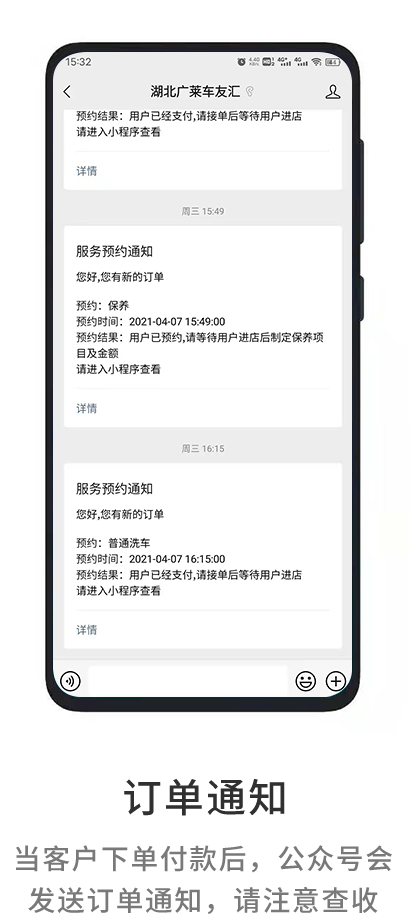 15:32
湖北广莱车友汇
预约结果：用户已经支付,请接单后等待用户进店
请进入小程序查看
详情
周三 15:49
服务预约通知
您好,您有新的订单
预约：保养
预约时间：2021-04-07 15:49:00
预约结果：用户已预约,请等待用户进店后制定保养项
目及金额
请进入小程序查看
详情
周三 16:15
服务预约通知
您好,您有新的订单
预约：普通洗车
预约时间：2021-04-07 16:15:00
预约结果：用户已经支付,请接单后等待用户进店
请进入小程序查看
详情
订单通知
当客户下单付款后，公众号会
发送订单通知，请注意查收